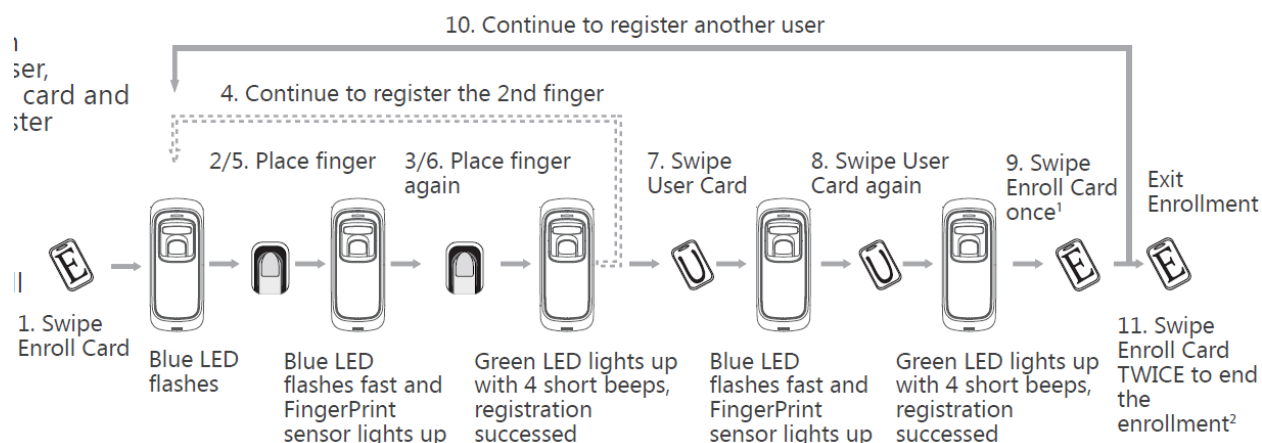 10. Continue to register another user
ser,
card and
4. Continue to register the 2nd finger
2/5. Place finger
3/6. Place finger
again
7. Swipe
User Card
8. Swipe User
Card again
9. Swipe
Enroll Card
once¹
Exit
Enrollment
E
U
U
E
E
1. Swipe
Enroll Card
Blue LED
flashes
Blue LED
flashes fast and
FingerPrint
sensor lights up
Green LED lights up
with 4 short beeps,
registration
successed
Blue LED
flashes fast and
FingerPrint
sensor lights up
Green LED lights up
with 4 short beeps,
registration
successed
11. Swipe
Enroll Card
TWICE to end
the
enrollment²